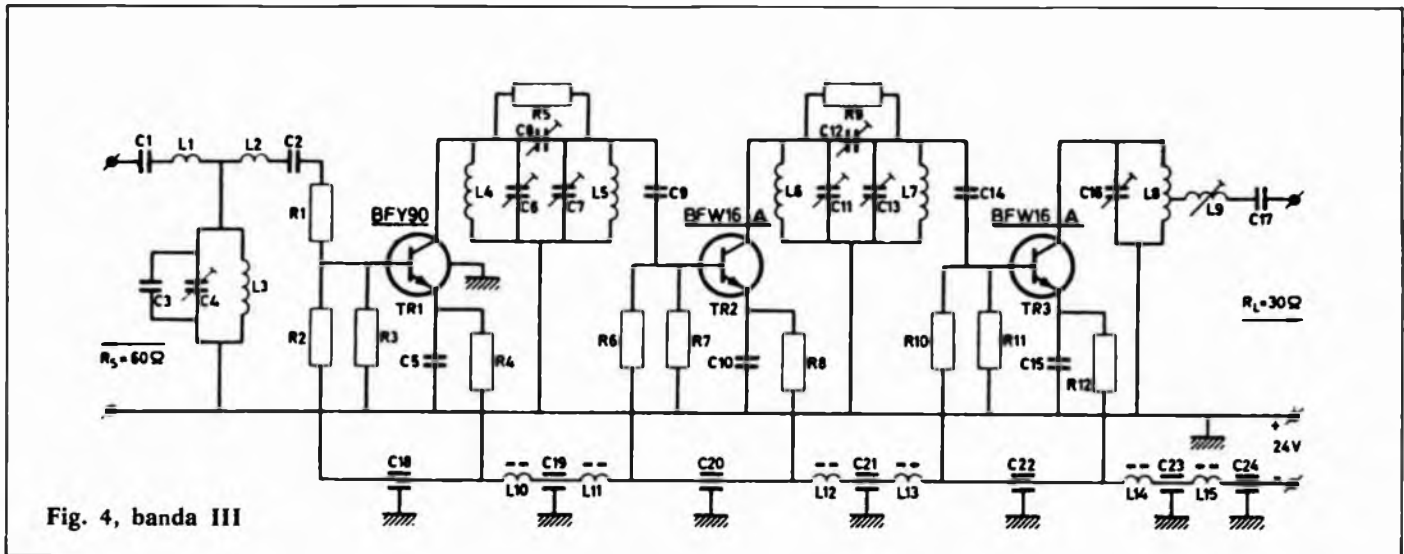 R5
C8
R9
C12
C1
L1
L2
C2
R1
L4
C6
C7
L5
C9
L6
C11
C13
L7
C14
C16
L8
L9
C17
BFY90
BFW16 A
BFW16 A
C3
C4
L3
TR1
TR2
TR3
RS=60Ω
R2
R3
C5
R4
R6
R7
C10
R8
R10
R11
C15
R12
RL=30Ω
+
24V
-
C18
L10
C19
L11
C20
L12
C21
L13
C22
L14
C23
L15
C24
Fig. 4, banda III